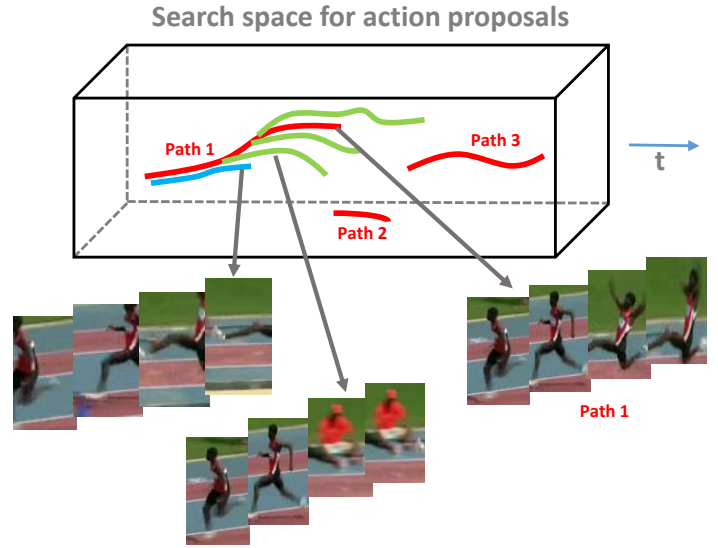 Search space for action proposals
Path 1
Path 3
t
Path 2
Path 1